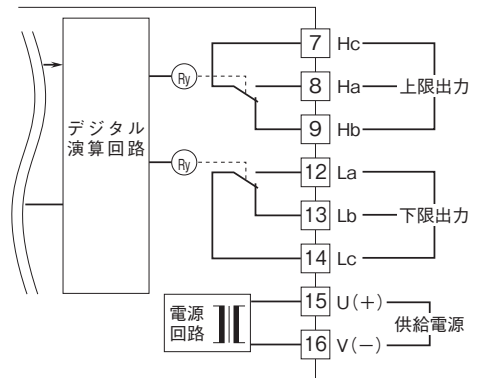 7 Hc
Ry
8 Ha
上限出力
9 Hb
デジタル
演算回路
Ry
12 La
13 Lb
下限出力
14 Lc
電源
回路
15 U(+)
供給電源
16 V(−)